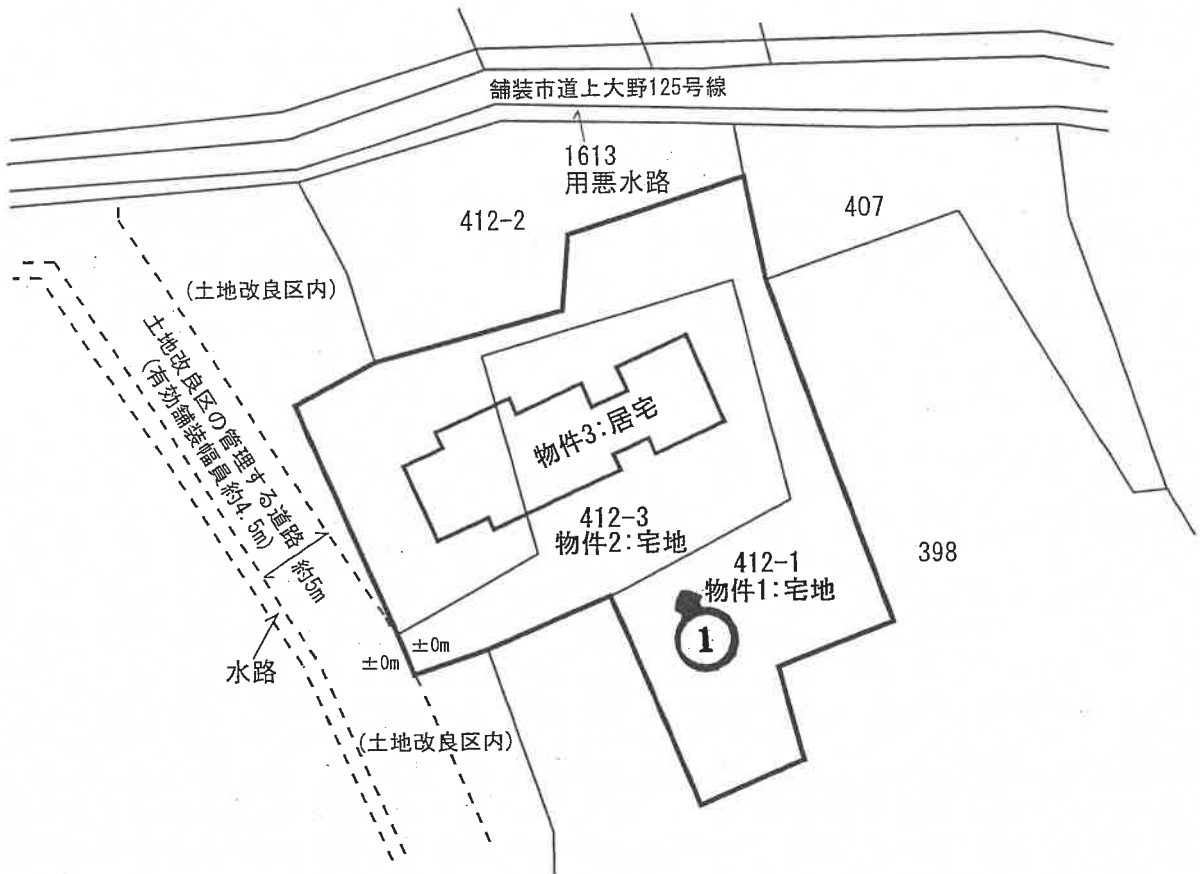 舗装市道上大野125号線
1613
用悪水路
412-2
407
(土地改良区内)
土地改良区の管理する道路
(有効舗装幅員約4.5m)
約5m
物件3:居宅
412-3
物件2:宅地
412-1
物件1:宅地
398
1
±0m
±0m
水路
(土地改良区内)